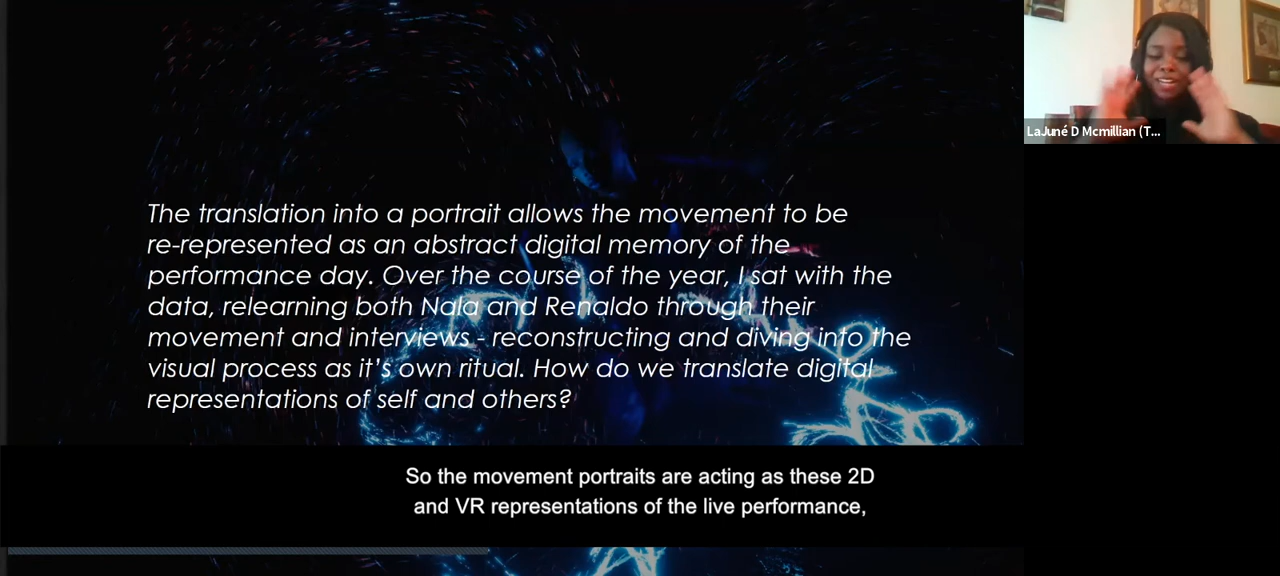 The translation into a portrait allows the movement to be
re-represented as an abstract digital memory of the
performance day. Over the course of the year, I sat with the
data, relearning both Nala and Renaldo through their
movement and interviews - reconstructing and diving into the
visual process as it's own ritual. How do we translate digital
representations of self and others?
LaJuné D Mcmillian (T...
So the movement portraits are acting as these 2D
and VR representations of the live performance,